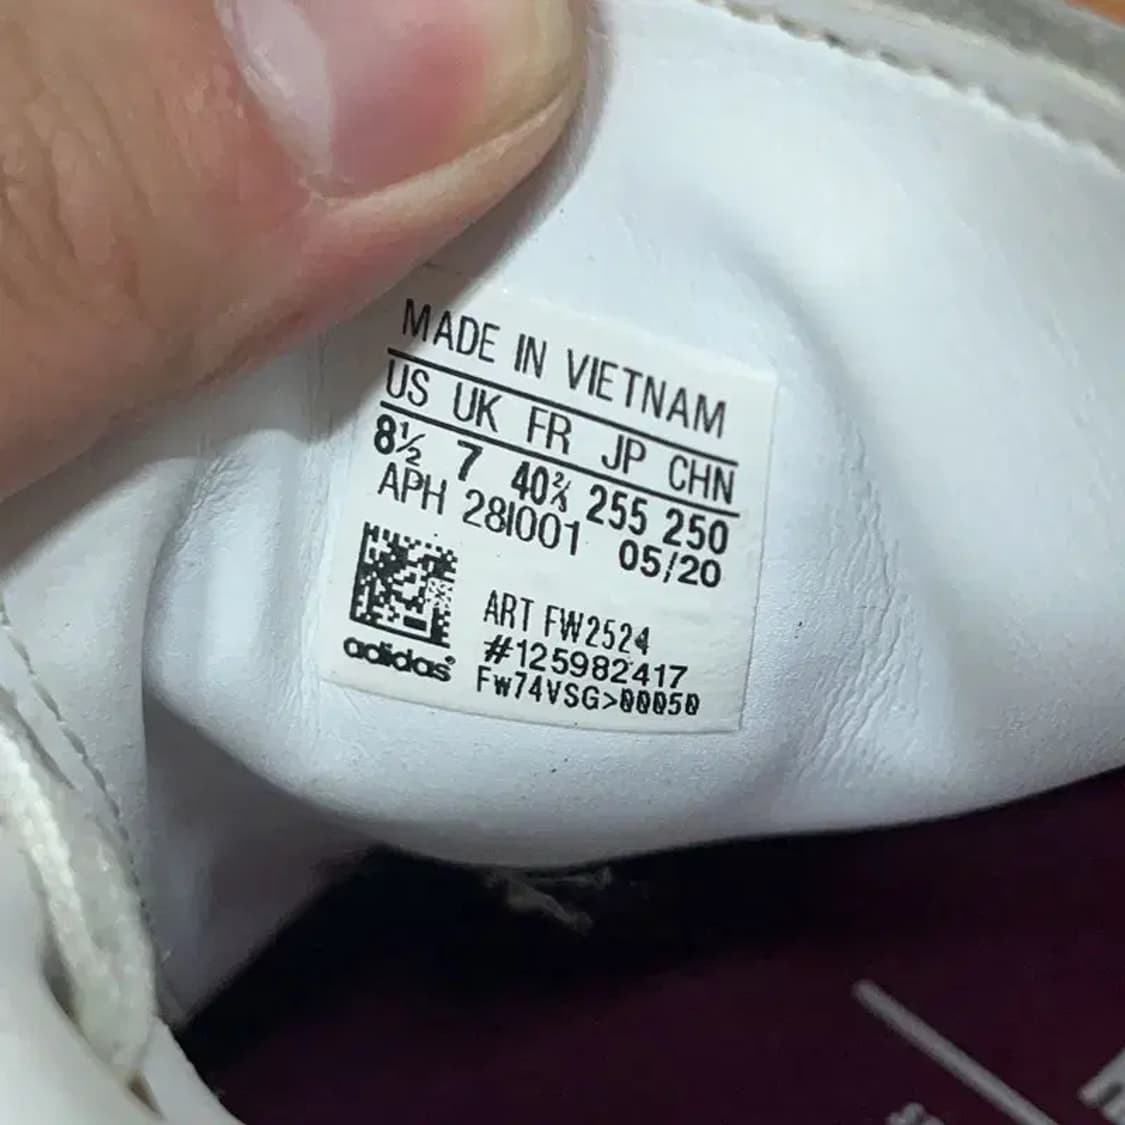 MADE IN VIETNAM
US UK FR JP CHN
8½ 7 40⅔ 255 250
APH 28I001 05/20
ART FW2524
#125982417
adidas
Fw74VSG>00050